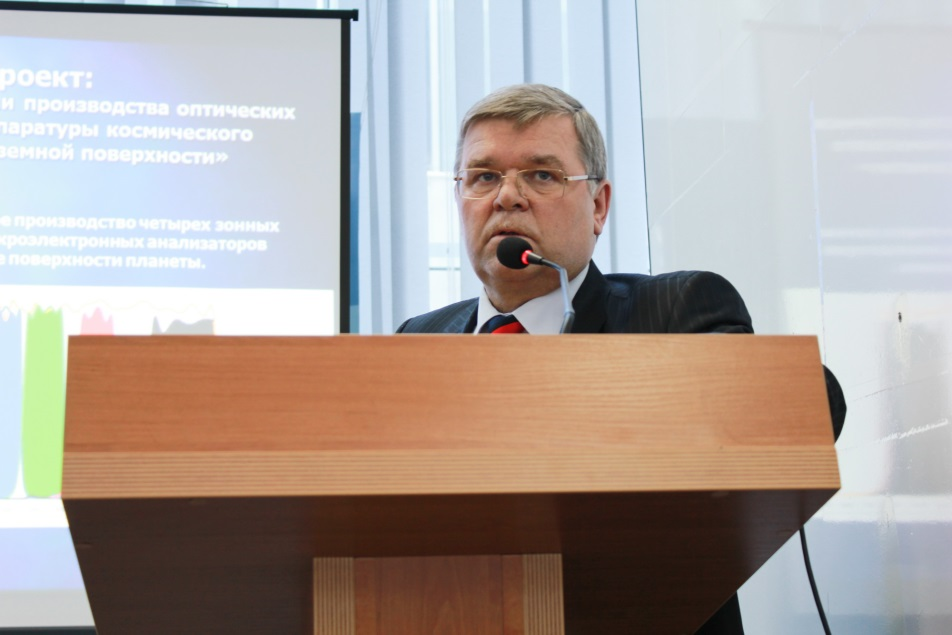 роект:
и производства оптических
паратуры космического
земной поверхности»
е производство четырех зонных
кроэлектронных анализаторов
е поверхности планеты.